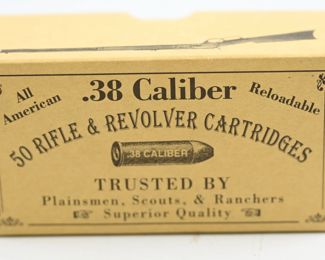 All American
.38 Caliber
Reloadable
50 RIFLE & REVOLVER CARTRIDGES
.38 CALIBER
TRUSTED BY
Plainsmen, Scouts, & Ranchers
Superior Quality